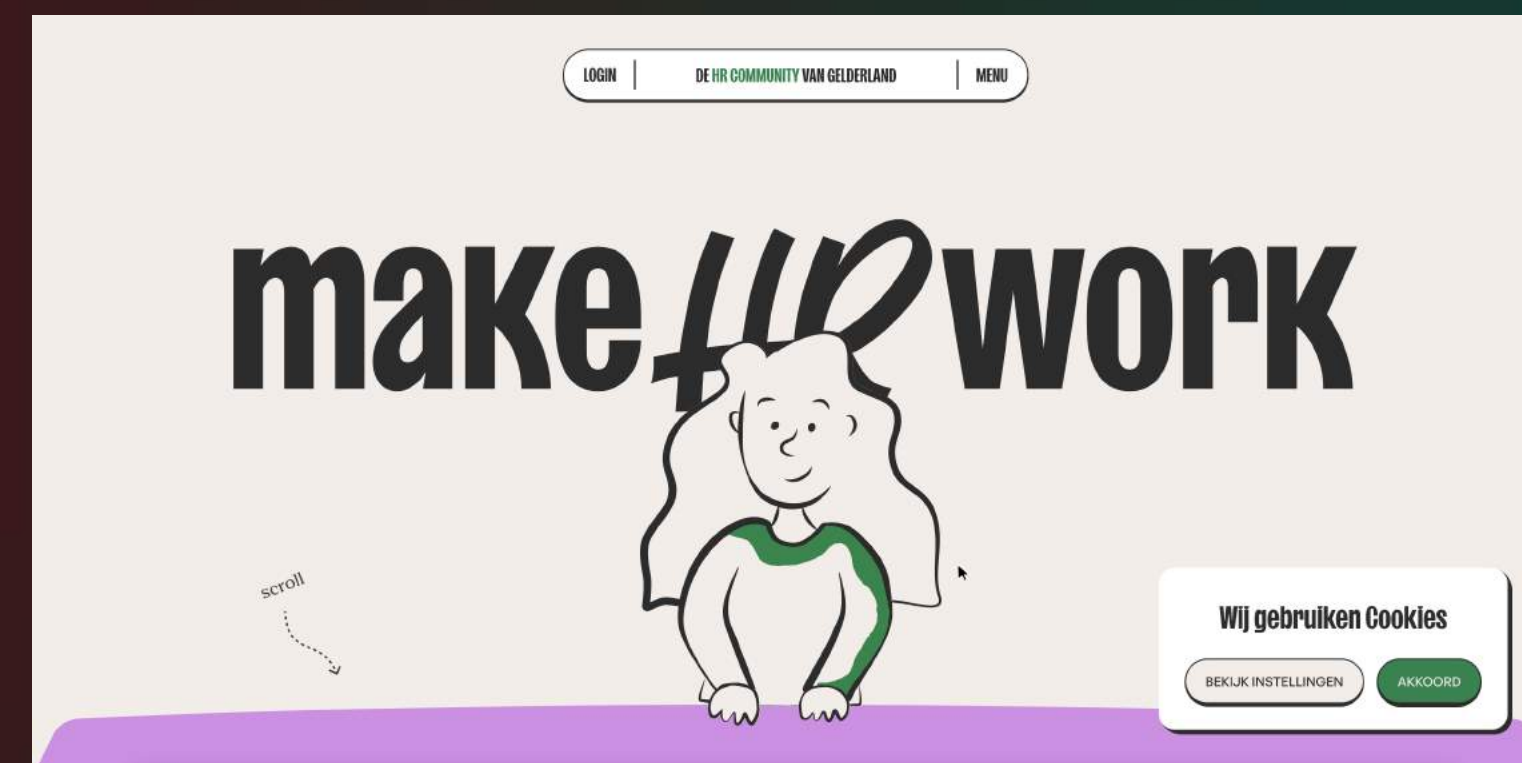 LOGIN
DE HR COMMUNITY VAN GELDERLAND
MENU
make HR work
scroll
Wij gebruiken Cookies
BEKIJK INSTELLINGEN
AKKOORD